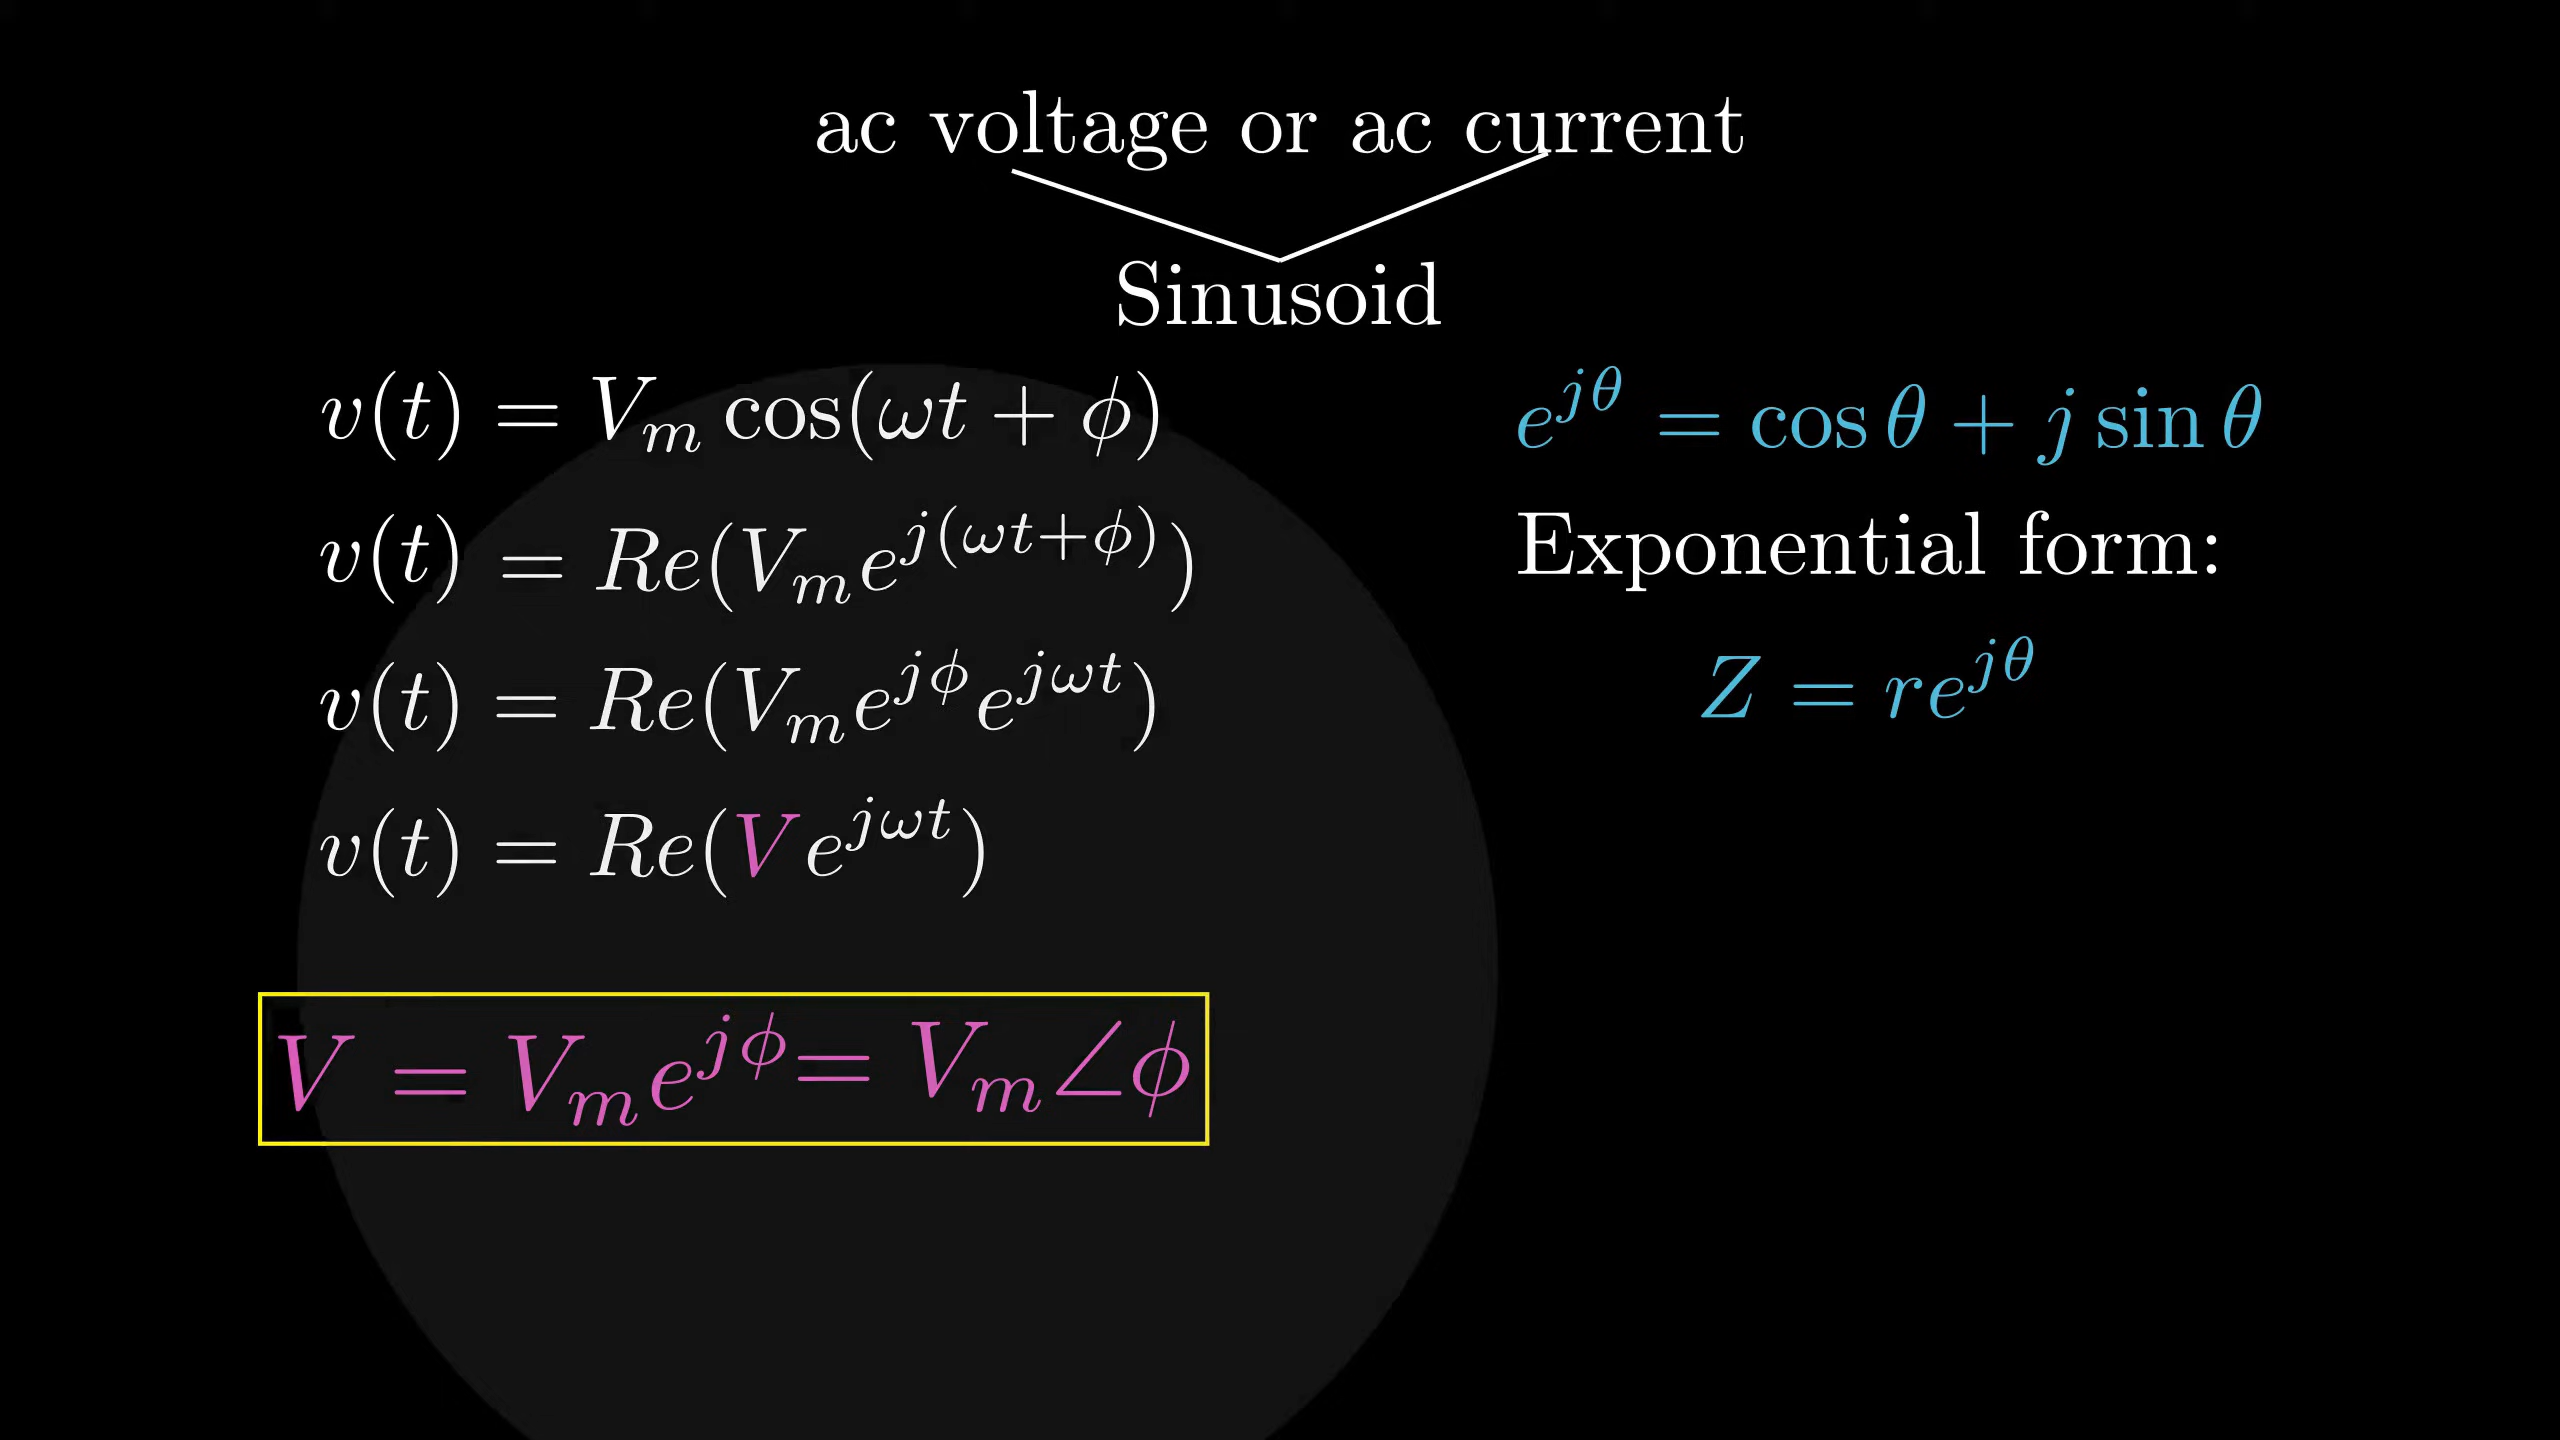 ac voltage or ac current
Sinusoid
v(t) = V_m cos(ωt + ϕ)
v(t) = Re(V_m e^{j(ωt+ϕ)})
v(t) = Re(V_m e^{jϕ} e^{jωt})
v(t) = Re(V e^{jωt})
V = V_m e^{jϕ} = V_m∠ϕ
e^{jθ} = cos θ + j sin θ
Exponential form:
Z = re^{jθ}